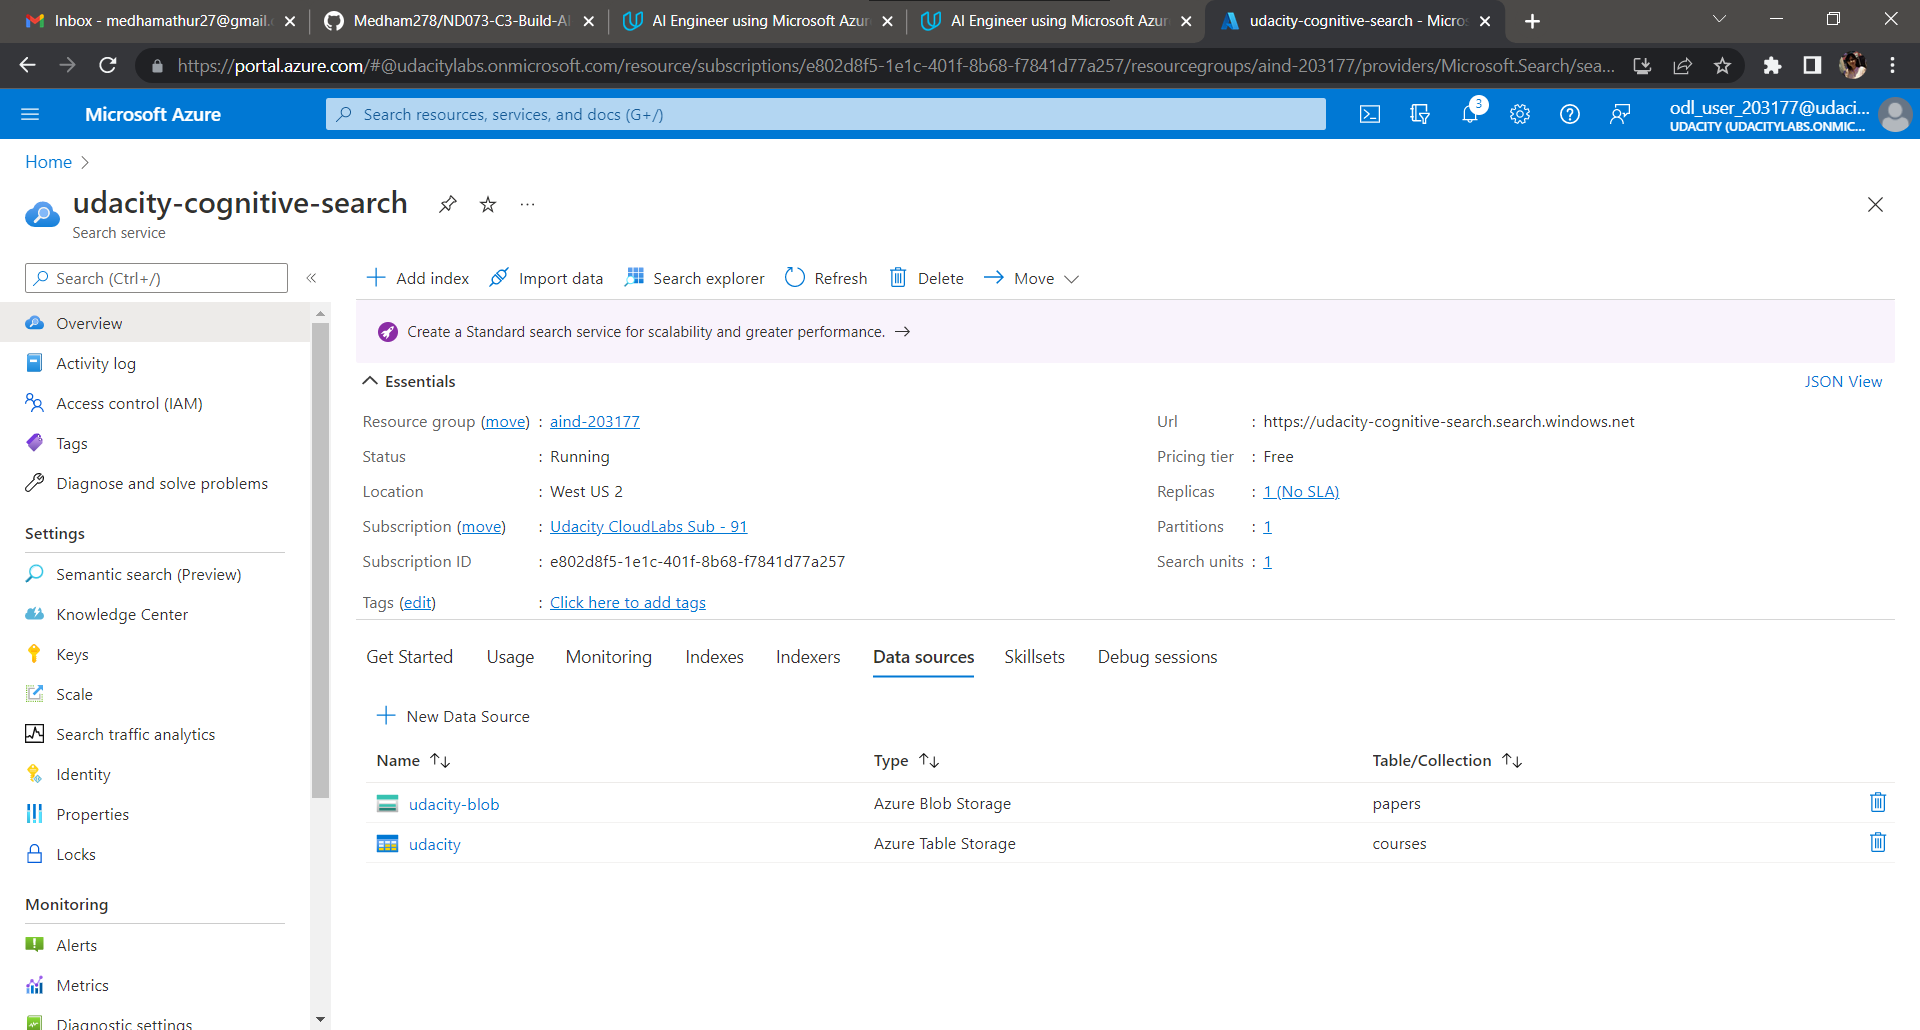 Inbox - medhamathur27@gmail.c
Medham278/ND073-C3-Build-AI
AI Engineer using Microsoft Azur
AI Engineer using Microsoft Azur
udacity-cognitive-search - Micros
https://portal.azure.com/#@udacitylabs.onmicrosoft.com/resource/subscriptions/e802d8f5-1e1c-401f-8b68-f7841d77a257/resourcegroups/aind-203177/providers/Microsoft.Search/sea...
Microsoft Azure
Search resources, services, and docs (G+/)
3
odl_user_203177@udaci...
UDACITY (UDACITYLABS.ONMIC...
Home
udacity-cognitive-search
Search service
Search (Ctrl+/)
Add index
Import data
Search explorer
Refresh
Delete
Move
Overview
Activity log
Access control (IAM)
Tags
Diagnose and solve problems
Settings
Semantic search (Preview)
Knowledge Center
Keys
Scale
Search traffic analytics
Identity
Properties
Locks
Monitoring
Alerts
Metrics
Diagnostic settings
Create a Standard search service for scalability and greater performance.
Essentials
JSON View
Resource group (move) : aind-203177
Status : Running
Location : West US 2
Subscription (move) : Udacity CloudLabs Sub - 91
Subscription ID : e802d8f5-1e1c-401f-8b68-f7841d77a257
Tags (edit) : Click here to add tags
Url : https://udacity-cognitive-search.search.windows.net
Pricing tier : Free
Replicas : 1 (No SLA)
Partitions : 1
Search units : 1
Get Started
Usage
Monitoring
Indexes
Indexers
Data sources
Skillsets
Debug sessions
New Data Source
Name
Type
Table/Collection
udacity-blob
Azure Blob Storage
papers
udacity
Azure Table Storage
courses